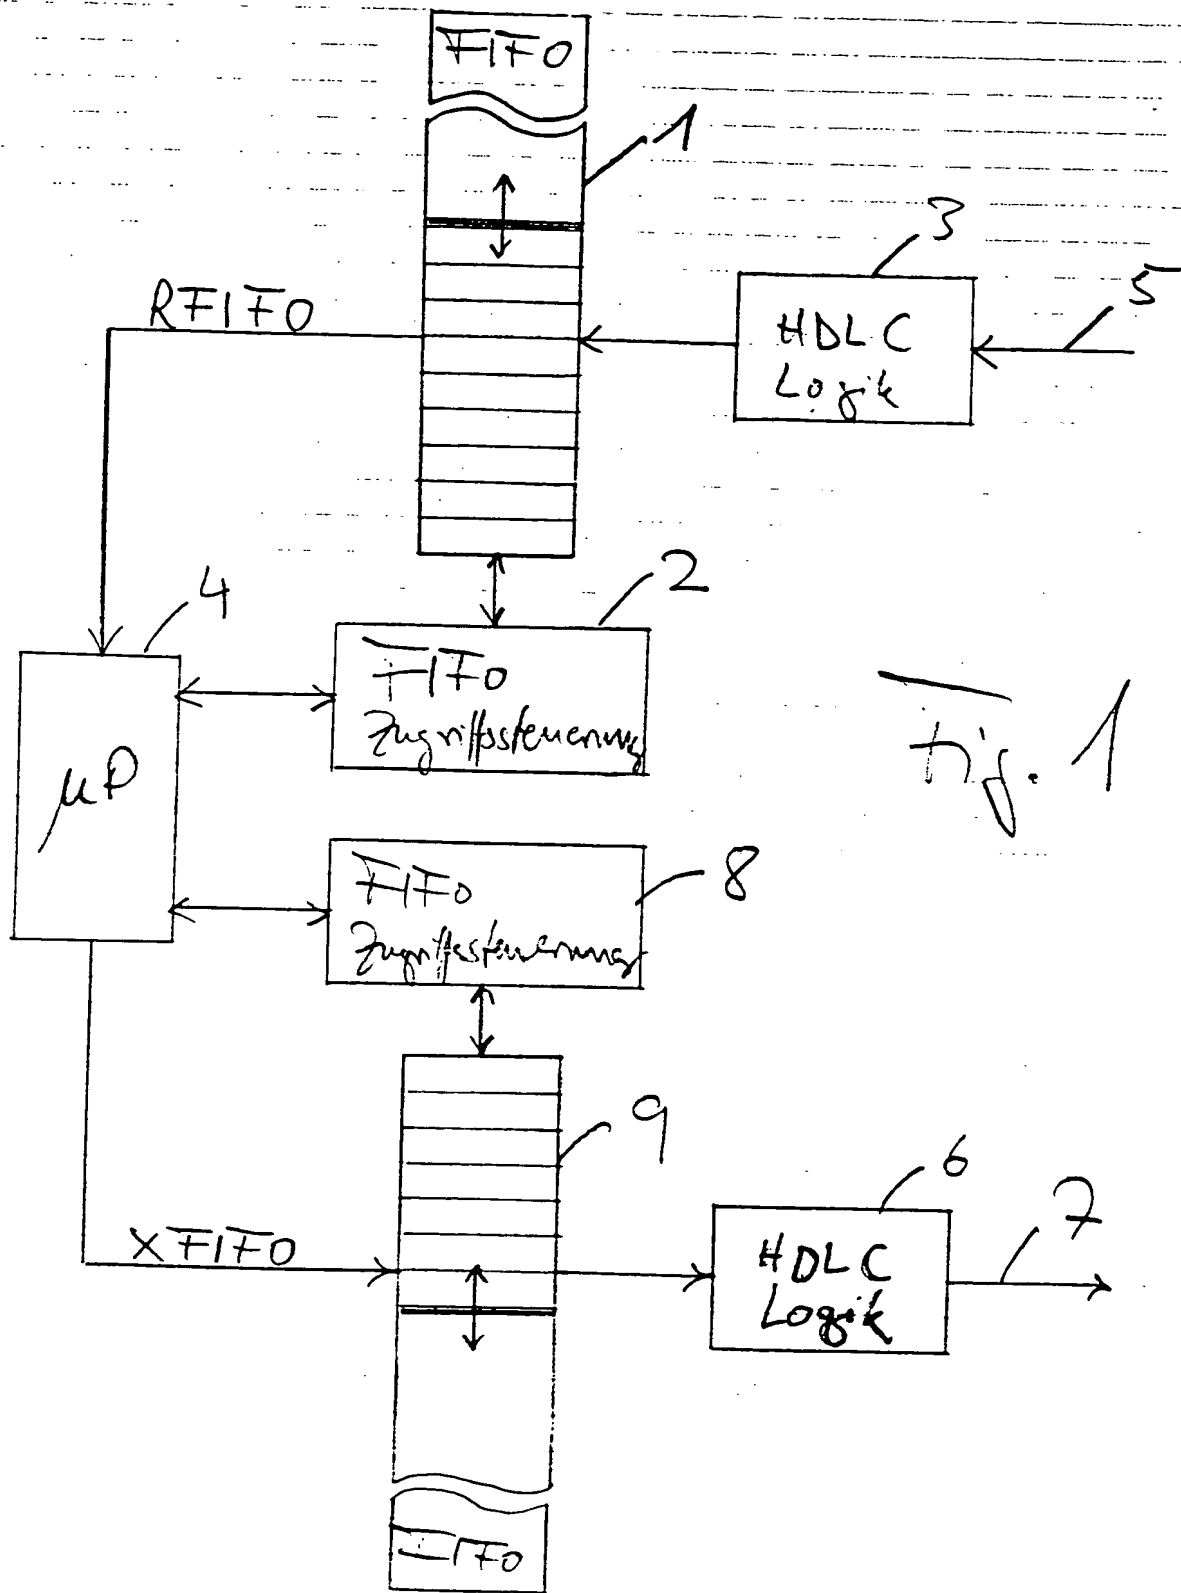 FIFO
1
3
5
RFIFO
HDLC
Logik
2
4
FIFO
Zugriffssteuerung
Fig. 1
µP
8
FIFO
Zugriffssteuerung
9
6
7
XFIFO
HDLC
Logik
FIFO